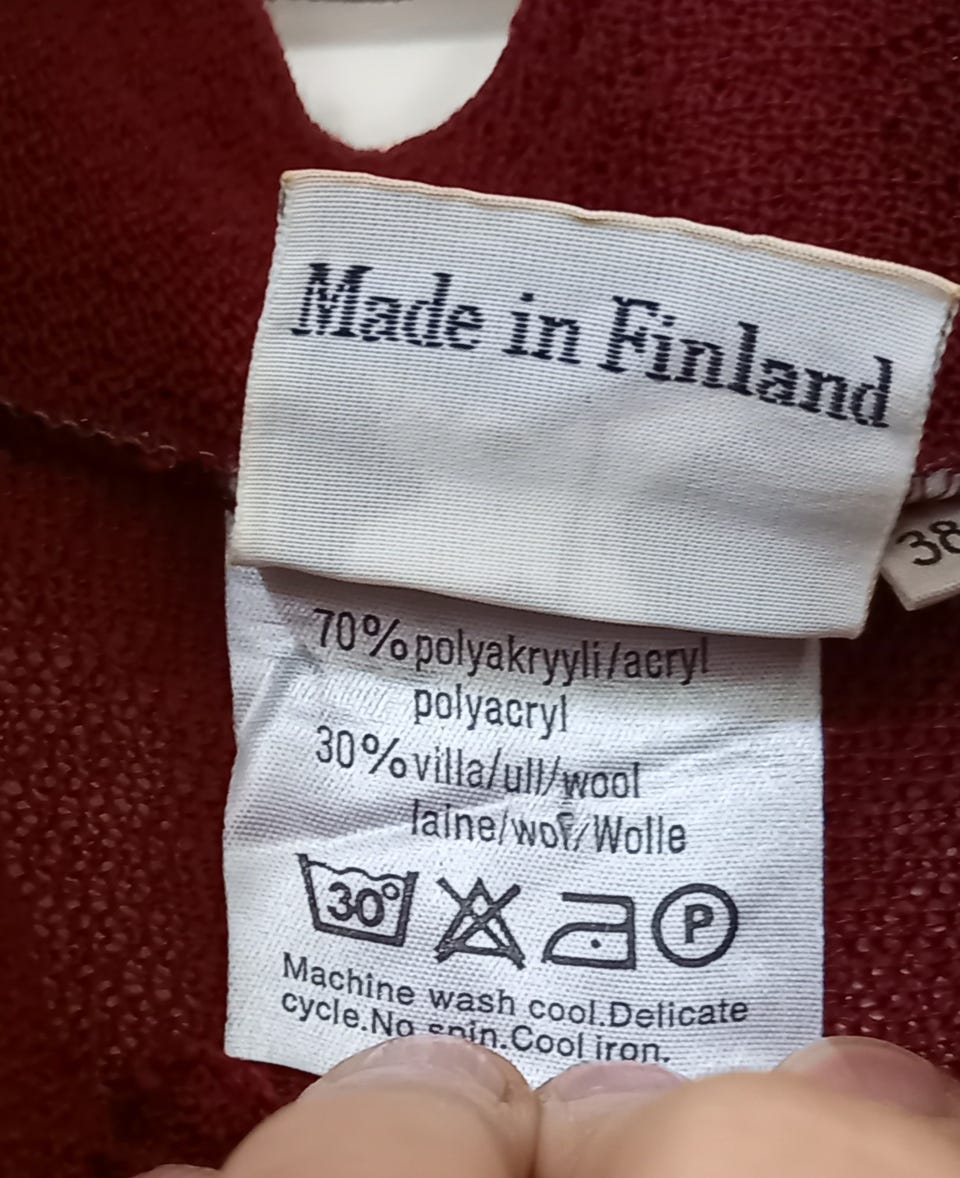 Made in Finland
38
70% polyakryyli/acryl
polyacryl
30% villa/ull/wool
laine/wol/Wolle
30° P
Machine wash cool.Delicate
cycle.No spin.Cool iron.